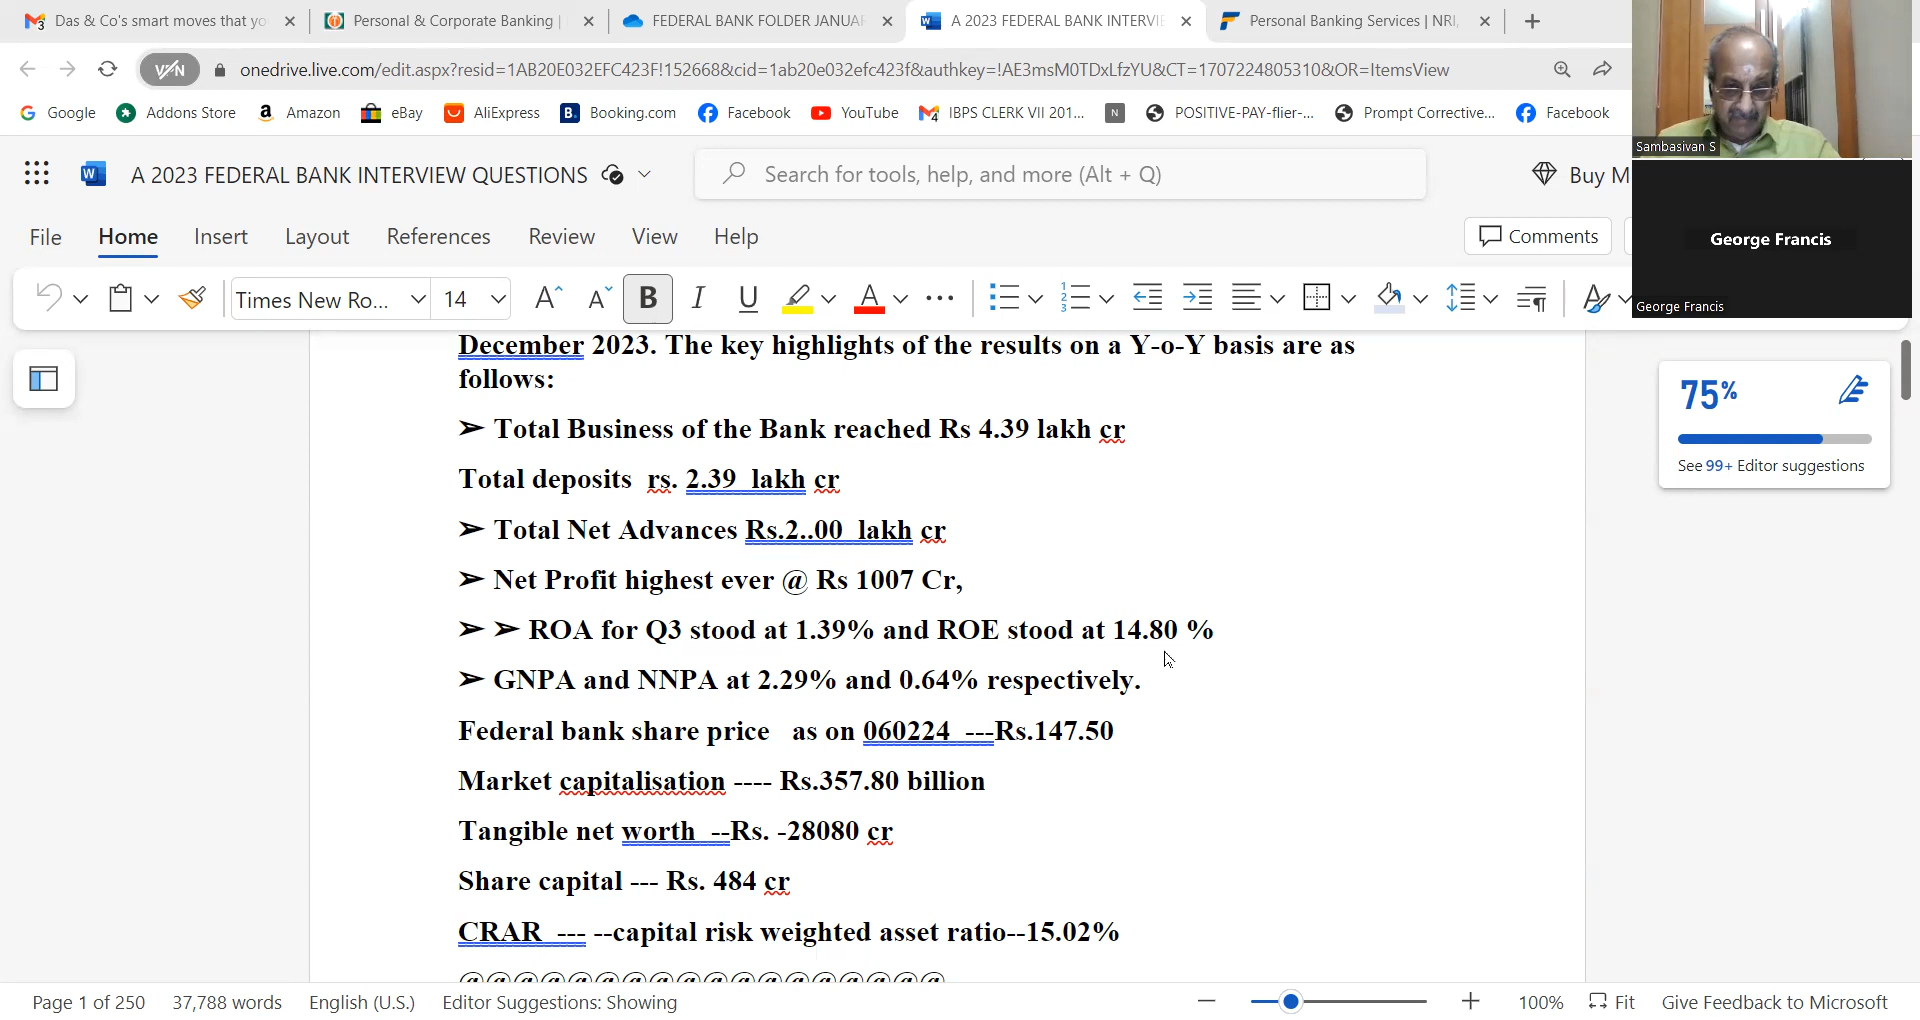 Das & Co's smart moves that yo
Personal & Corporate Banking |
FEDERAL BANK FOLDER JANUAR
A 2023 FEDERAL BANK INTERVIE
Personal Banking Services | NRI,
VPN
onedrive.live.com/edit.aspx?resid=1AB20E032EFC423F!152668&cid=1ab20e032efc423f&authkey=!AE3msM0TDxLfzYU&CT=1707224805310&OR=ItemsView
Google Addons Store Amazon eBay AliExpress Booking.com Facebook YouTube IBPS CLERK VII 201... N POSITIVE-PAY-flier-... Prompt Corrective... Facebook
Sambasivan S
A 2023 FEDERAL BANK INTERVIEW QUESTIONS
Search for tools, help, and more (Alt + Q)
Buy M
File Home Insert Layout References Review View Help
Comments
George Francis
George Francis
Times New Ro... 14 B I U A
December 2023. The key highlights of the results on a Y-o-Y basis are as
follows:
➢ Total Business of the Bank reached Rs 4.39 lakh cr
Total deposits rs. 2.39 lakh cr
➢ Total Net Advances Rs.2..00 lakh cr
➢ Net Profit highest ever @ Rs 1007 Cr,
➢ ➢ ROA for Q3 stood at 1.39% and ROE stood at 14.80 %
➢ GNPA and NNPA at 2.29% and 0.64% respectively.
Federal bank share price as on 060224 ---Rs.147.50
Market capitalisation ---- Rs.357.80 billion
Tangible net worth --Rs. -28080 cr
Share capital --- Rs. 484 cr
CRAR --- --capital risk weighted asset ratio--15.02%
@@@@@@@@@@@@@@@@@@
75%
See 99+ Editor suggestions
Page 1 of 250 37,788 words English (U.S.) Editor Suggestions: Showing
100% Fit Give Feedback to Microsoft